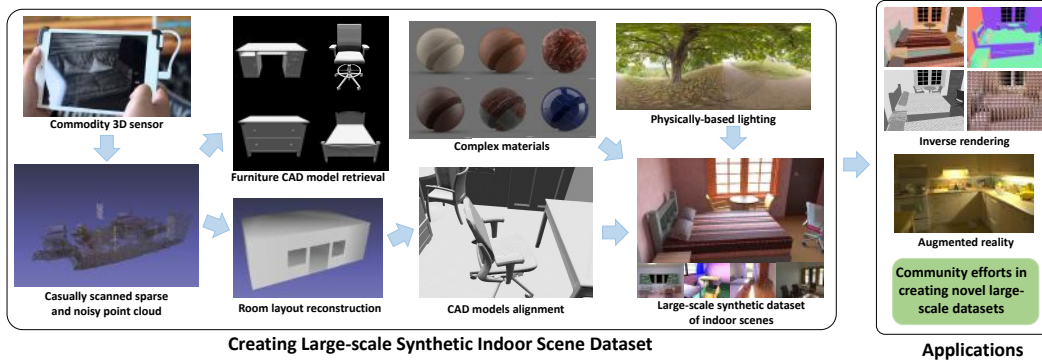 Commodity 3D sensor
Furniture CAD model retrieval
Complex materials
Physically-based lighting
Casually scanned sparse
and noisy point cloud
Room layout reconstruction
CAD models alignment
Large-scale synthetic dataset
of indoor scenes
Creating Large-scale Synthetic Indoor Scene Dataset
Inverse rendering
Augmented reality
Community efforts in
creating novel large-
scale datasets
Applications